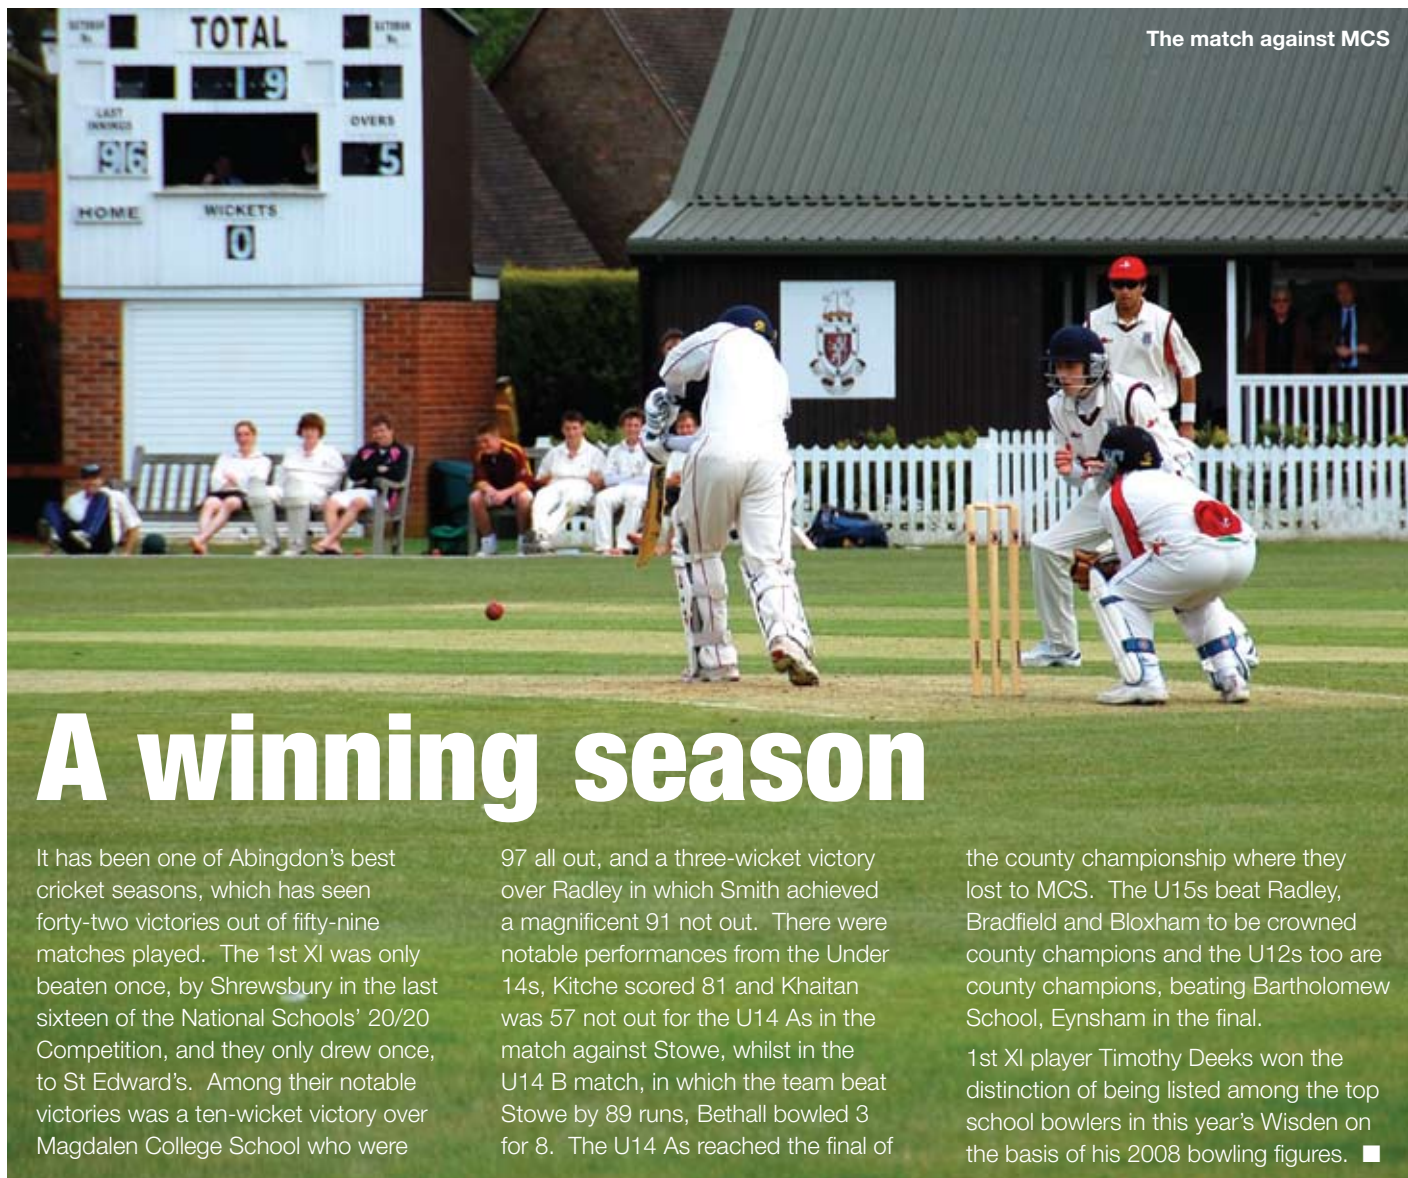 The match against MCS
BATSMAN
No.
TOTAL
BATSMAN
No.
19
LAST
INNINGS
OVERS
96
5
HOME
WICKETS
0
A winning season
It has been one of Abingdon's best
cricket seasons, which has seen
forty-two victories out of fifty-nine
matches played.  The 1st XI was only
beaten once, by Shrewsbury in the last
sixteen of the National Schools' 20/20
Competition, and they only drew once,
to St Edward's.  Among their notable
victories was a ten-wicket victory over
Magdalen College School who were
97 all out, and a three-wicket victory
over Radley in which Smith achieved
a magnificent 91 not out.  There were
notable performances from the Under
14s, Kitche scored 81 and Khaitan
was 57 not out for the U14 As in the
match against Stowe, whilst in the
U14 B match, in which the team beat
Stowe by 89 runs, Bethall bowled 3
for 8.  The U14 As reached the final of
the county championship where they
lost to MCS.  The U15s beat Radley,
Bradfield and Bloxham to be crowned
county champions and the U12s too are
county champions, beating Bartholomew
School, Eynsham in the final.
1st XI player Timothy Deeks won the
distinction of being listed among the top
school bowlers in this year's Wisden on
the basis of his 2008 bowling figures. ■